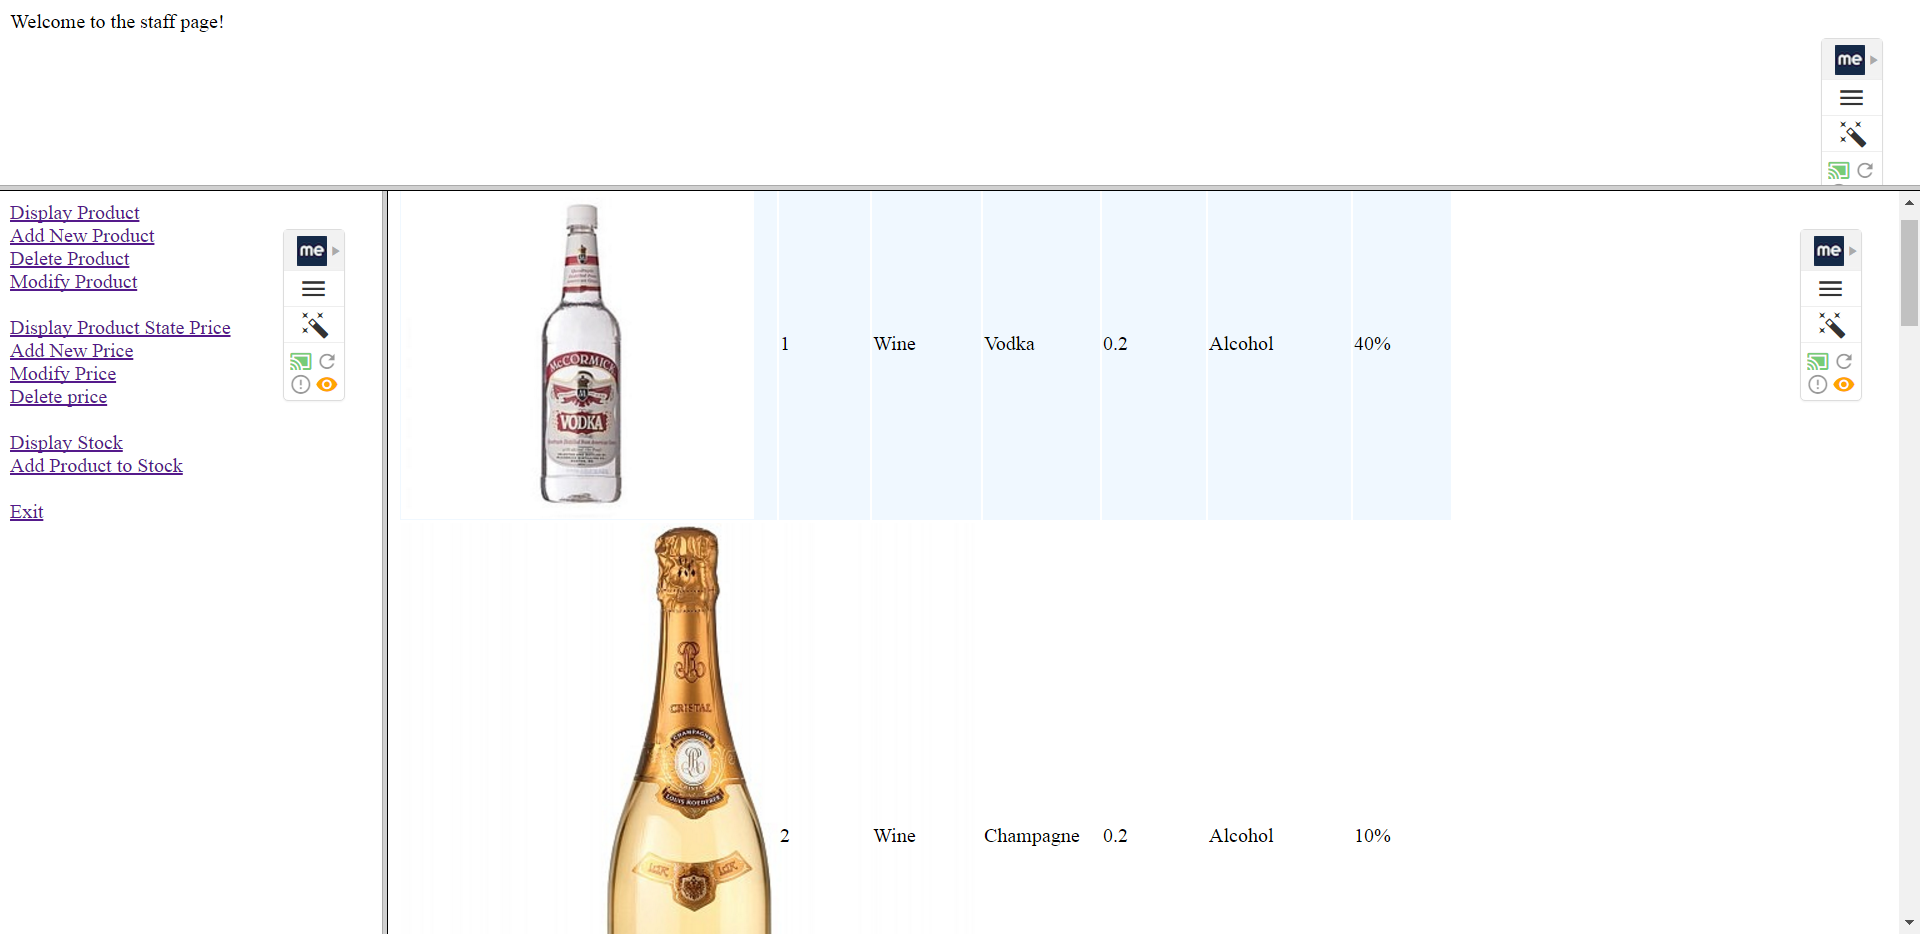 Welcome to the staff page!
me
Display Product
Add New Product
Delete Product
Modify Product
Display Product State Price
Add New Price
Modify Price
Delete price
Display Stock
Add Product to Stock
Exit
me
McCORMICK
VODKA
1 Wine Vodka 0.2 Alcohol 40%
me
CRISTAL
CHAMPAGNE
LOUIS ROEDERER
2 Wine Champagne 0.2 Alcohol 10%